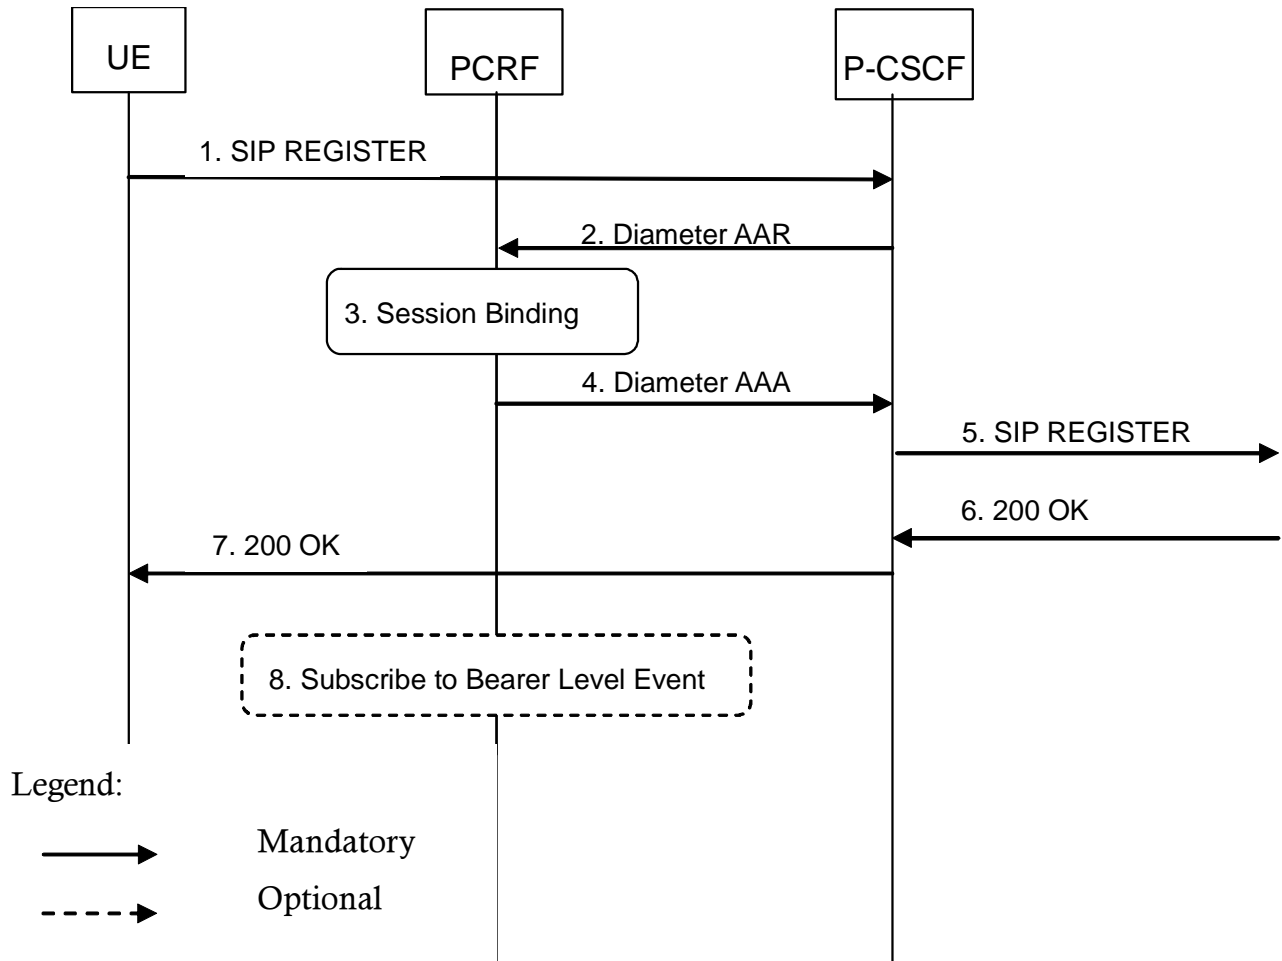 UE
PCRF
P-CSCF
1. SIP REGISTER
2. Diameter AAR
3. Session Binding
4. Diameter AAA
5. SIP REGISTER
6. 200 OK
7. 200 OK
8. Subscribe to Bearer Level Event
Legend:
Mandatory
Optional